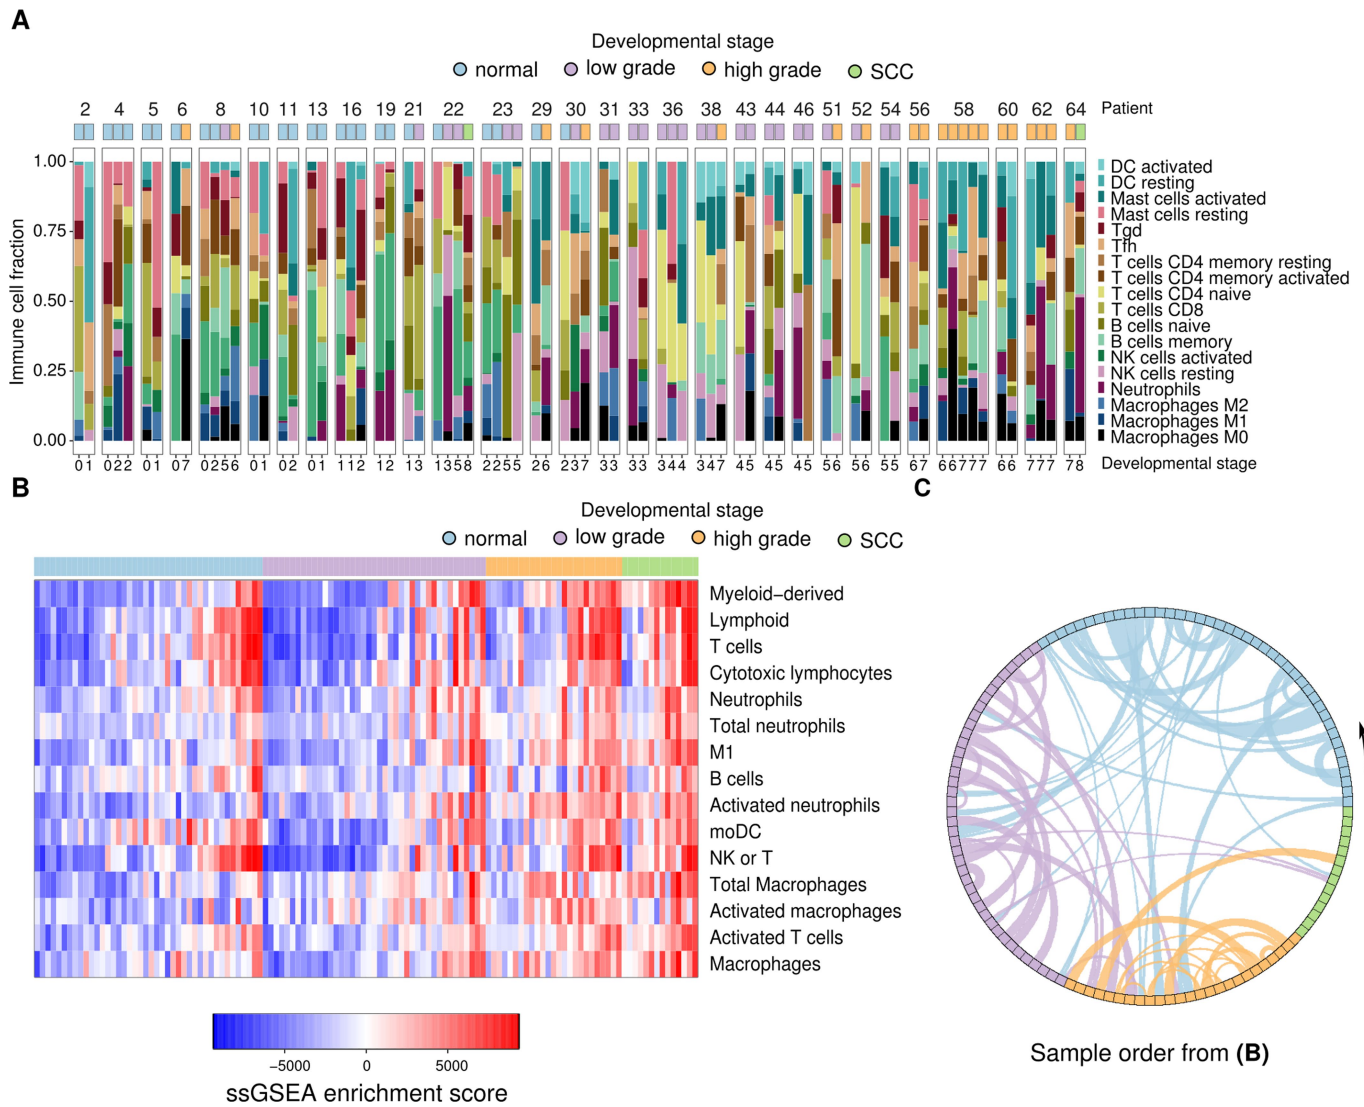 A
Developmental stage
normal low grade high grade SCC
2 4 5 6 8 10 11 13 16 19 21 22 23 29 30 31 33 36 38 43 44 46 51 52 54 56 58 60 62 64 Patient
Immune cell fraction
1.00
0.75
0.50
0.25
0.00
DC activated
DC resting
Mast cells activated
Mast cells resting
Tgd
Tfh
T cells CD4 memory resting
T cells CD4 memory activated
T cells CD4 naive
T cells CD8
B cells naive
B cells memory
NK cells activated
NK cells resting
Neutrophils
Macrophages M2
Macrophages M1
Macrophages M0
01 022 01 07 0256 01 02 01 112 12 13 1358 2255 26 237 33 33 344 347 45 45 45 56 56 55 67 66777 66 777 78 Developmental stage
B
Developmental stage
normal low grade high grade SCC
Myeloid−derived
Lymphoid
T cells
Cytotoxic lymphocytes
Neutrophils
Total neutrophils
M1
B cells
Activated neutrophils
moDC
NK or T
Total Macrophages
Activated macrophages
Activated T cells
Macrophages
−5000 0 5000
ssGSEA enrichment score
C
Sample order from (B)